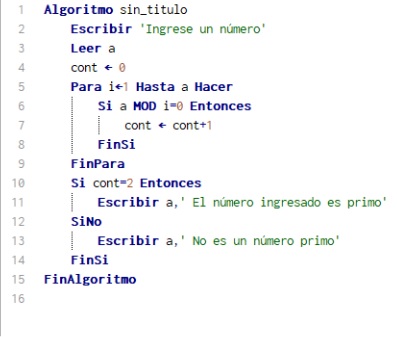 1 Algoritmo sin_titulo
2 Escribir 'Ingrese un número'
3 Leer a
4 cont ← 0
5 Para i←1 Hasta a Hacer
6 Si a MOD i=0 Entonces
7 cont ← cont+1
8 FinSi
9 FinPara
10 Si cont=2 Entonces
11 Escribir a,' El número ingresado es primo'
12 SiNo
13 Escribir a,' No es un número primo'
14 FinSi
15 FinAlgoritmo
16